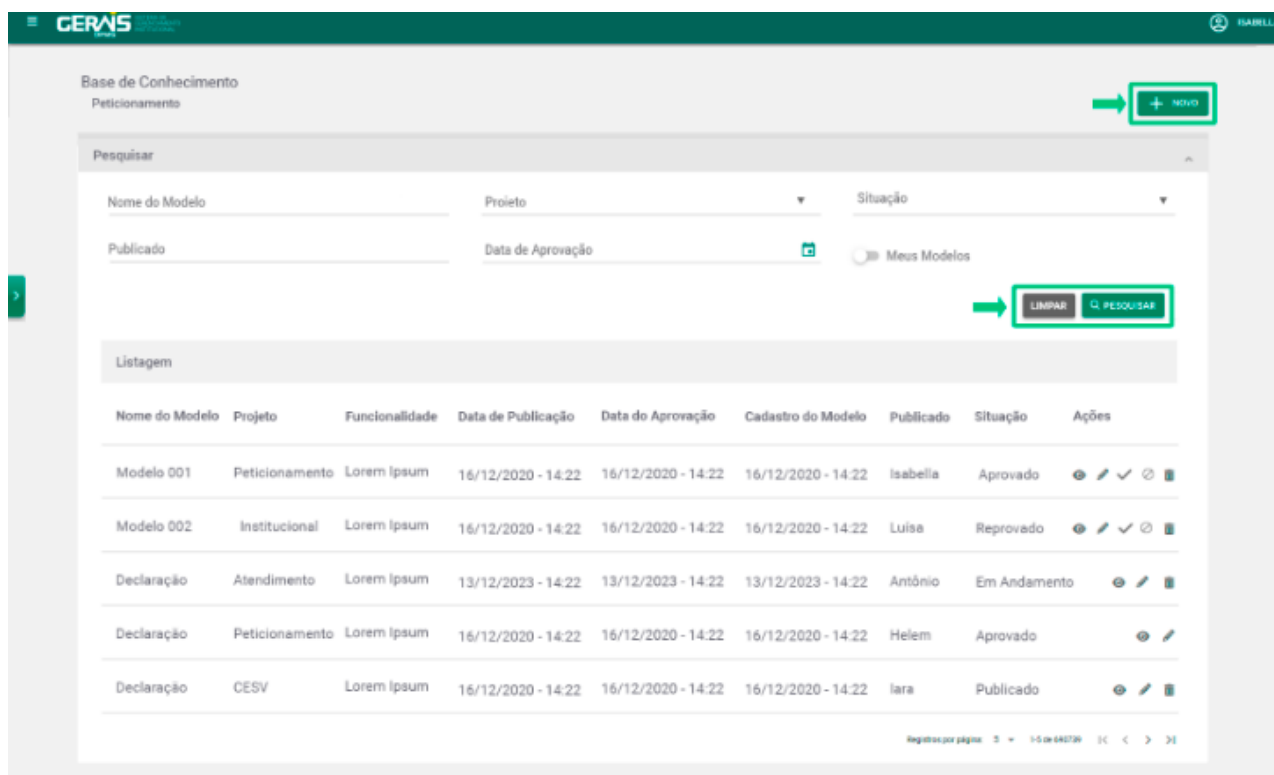 GERAIS
ISABELL
Base de Conhecimento
Peticionamento
NOVO
Pesquisar
Nome do Modelo
Projeto
Situação
Publicado
Data de Aprovação
Meus Modelos
LIMPAR
PESQUISAR
Listagem
Nome do Modelo Projeto Funcionalidade Data de Publicação Data do Aprovação Cadastro do Modelo Publicado Situação Ações
Modelo 001 Peticionamento Lorem Ipsum 16/12/2020 - 14:22 16/12/2020 - 14:22 16/12/2020 - 14:22 Isabella Aprovado
Modelo 002 Institucional Lorem Ipsum 16/12/2020 - 14:22 16/12/2020 - 14:22 16/12/2020 - 14:22 Luísa Reprovado
Declaração Atendimento Lorem Ipsum 13/12/2023 - 14:22 13/12/2023 - 14:22 13/12/2023 - 14:22 Antônio Em Andamento
Declaração Peticionamento Lorem Ipsum 16/12/2020 - 14:22 16/12/2020 - 14:22 16/12/2020 - 14:22 Helem Aprovado
Declaração CESV Lorem Ipsum 16/12/2020 - 14:22 16/12/2020 - 14:22 16/12/2020 - 14:22 Iara Publicado
Registros por página: 5 1-5 de 640739